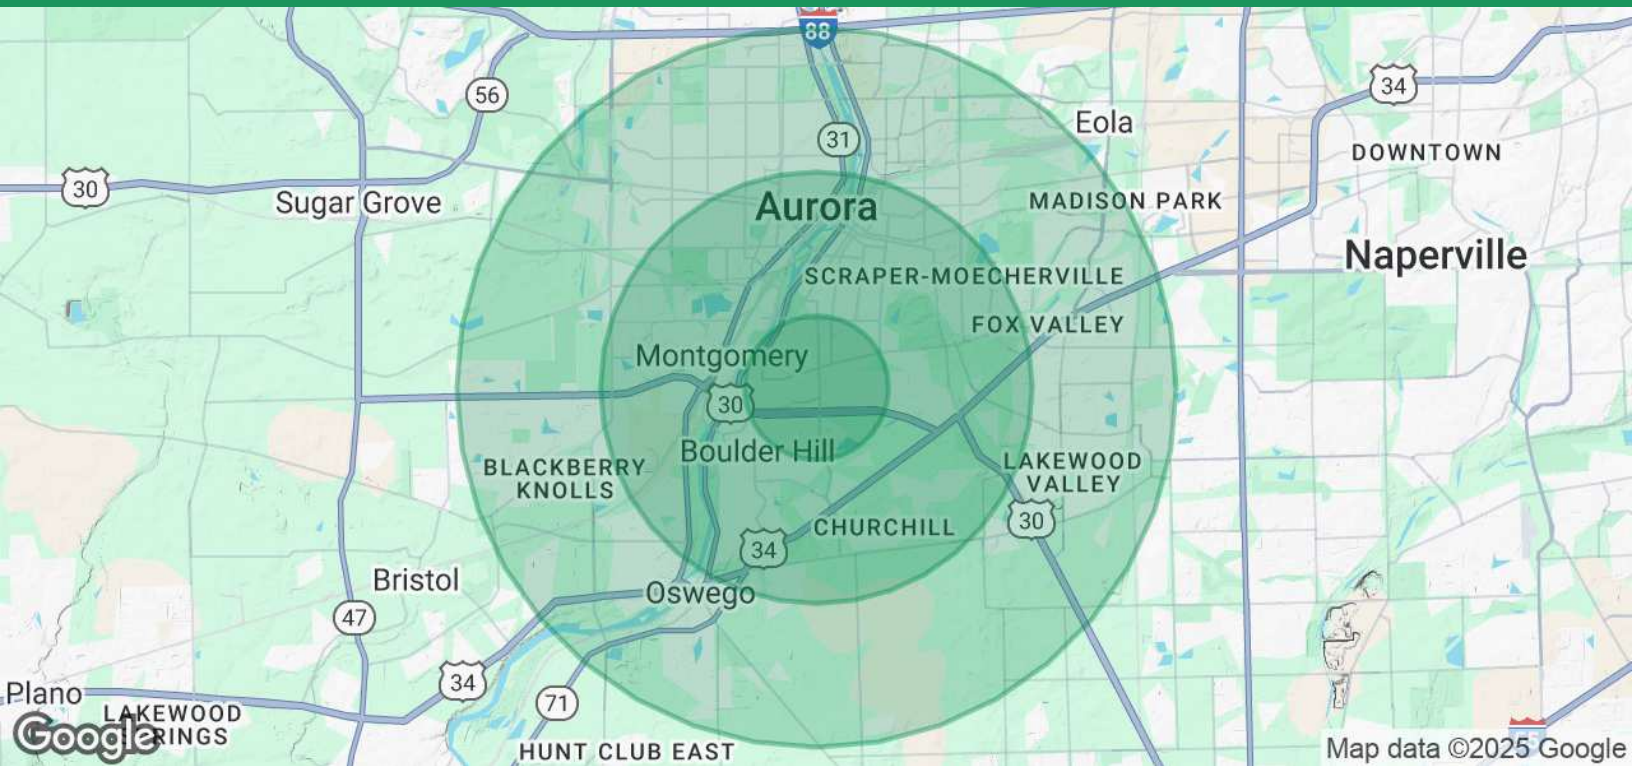 88
56
34
31
Eola
DOWNTOWN
30
Sugar Grove
Aurora
MADISON PARK
Naperville
SCRAPER-MOECHERVILLE
FOX VALLEY
Montgomery
30
Boulder Hill
BLACKBERRY
KNOLLS
LAKEWOOD
VALLEY
30
CHURCHILL
34
Bristol
Oswego
47
34
71
Plano
LAKEWOOD
SPRINGS
Google
HUNT CLUB EAST
55
Map data ©2025 Google